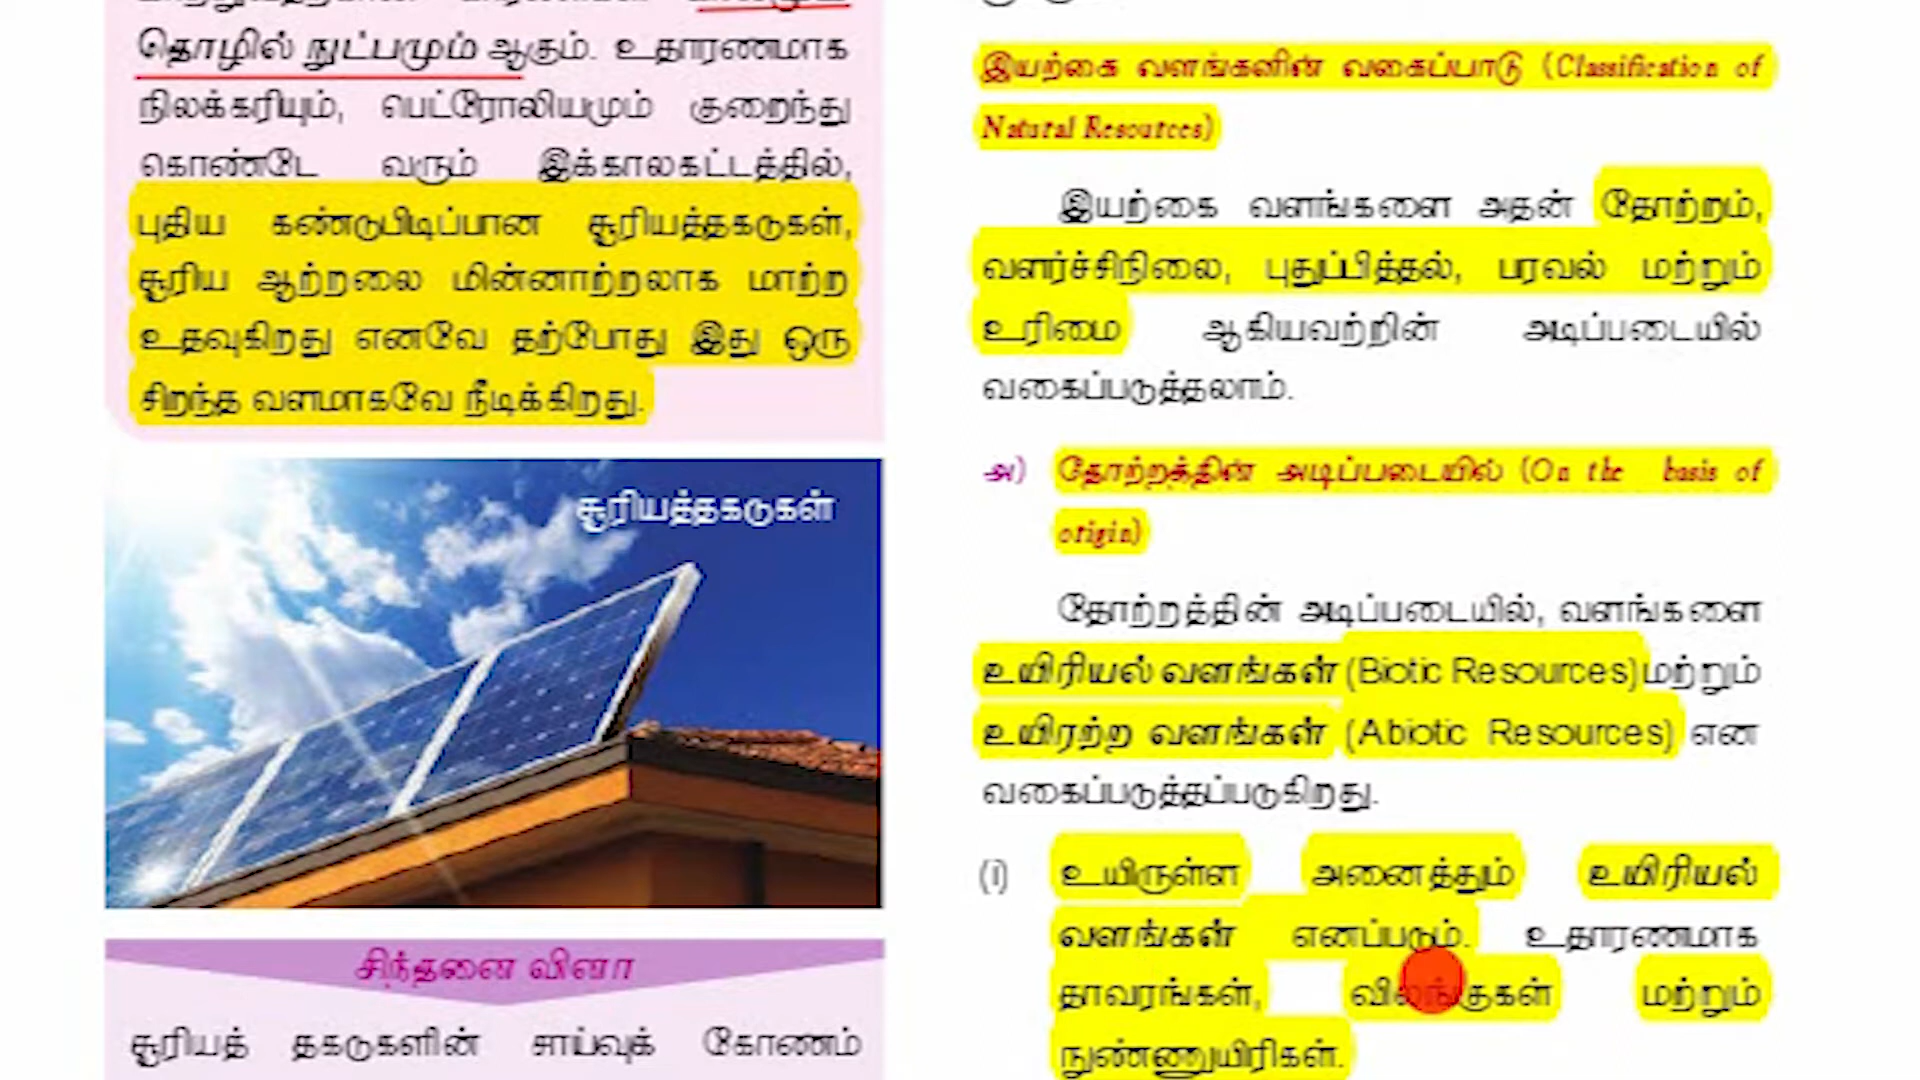 தொழில் நுட்பமும் ஆகும். உதாரணமாக
நிலக்கரியும், பெட்ரோலியமும் குறைந்து
கொண்டே வரும் இக்காலகட்டத்தில்,
புதிய கண்டுபிடிப்பான சூரியத்தகடுகள்,
சூரிய ஆற்றலை மின்னாற்றலாக மாற்ற
உதவுகிறது எனவே தற்போது இது ஒரு
சிறந்த வளமாகவே நீடிக்கிறது.
சூரியத்தகடுகள்
சிந்தனை வினா
சூரியத் தகடுகளின் சாய்வுக் கோணம்
இயற்கை வளங்களின் வகைப்பாடு (Classification of
Natural Resources)
இயற்கை வளங்களை அதன் தோற்றம்,
வளர்ச்சிநிலை, புதுப்பித்தல், பரவல் மற்றும்
உரிமை ஆகியவற்றின் அடிப்படையில்
வகைப்படுத்தலாம்.
அ) தோற்றத்தின் அடிப்படையில் (On the basis of
origin)
தோற்றத்தின் அடிப்படையில், வளங்களை
உயிரியல் வளங்கள் (Biotic Resources) மற்றும்
உயிரற்ற வளங்கள் (Abiotic Resources) என
வகைப்படுத்தப்படுகிறது.
(i) உயிருள்ள அனைத்தும் உயிரியல்
வளங்கள் எனப்படும். உதாரணமாக
தாவரங்கள், விலங்குகள் மற்றும்
நுண்ணுயிரிகள்.